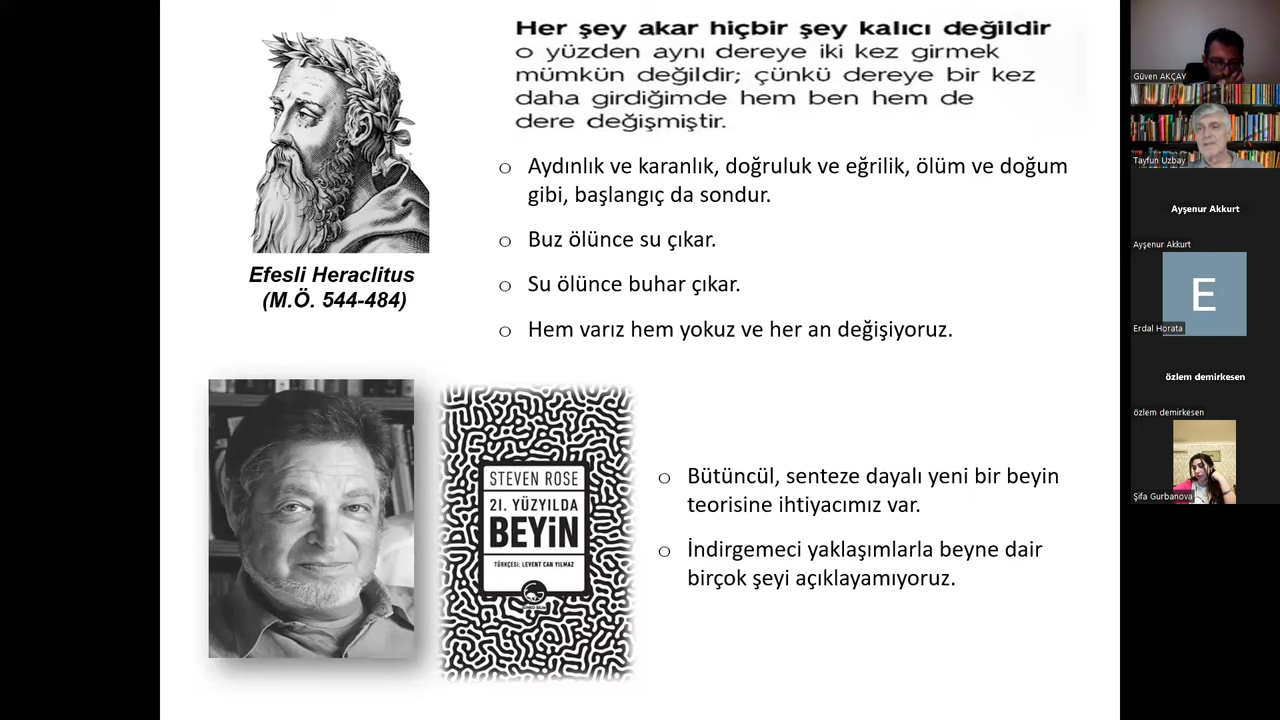 Her şey akar hiçbir şey kalıcı değildir
o yüzden aynı dereye iki kez girmek
mümkün değildir; çünkü dereye bir kez
daha girdiğimde hem ben hem de
dere değişmiştir.
Aydınlık ve karanlık, doğruluk ve eğrilik, ölüm ve doğum
gibi, başlangıç da sondur.
Buz ölünce su çıkar.
Su ölünce buhar çıkar.
Hem varız hem yokuz ve her an değişiyoruz.
Efesli Heraclitus
(M.Ö. 544-484)
STEVEN ROSE
21. YÜZYILDA
BEYİN
TÜRKÇESİ: LEVENT CAN YILMAZ
GINKO BİLİM
Bütüncül, senteze dayalı yeni bir beyin
teorisine ihtiyacımız var.
İndirgemeci yaklaşımlarla beyne dair
birçok şeyi açıklayamıyoruz.
Güven AKÇAY
Tayfun Uzbay
Ayşenur Akkurt
Ayşenur Akkurt
E
Erdal Horata
özlem demirkesen
özlem demirkesen
Şifa Gurbanova